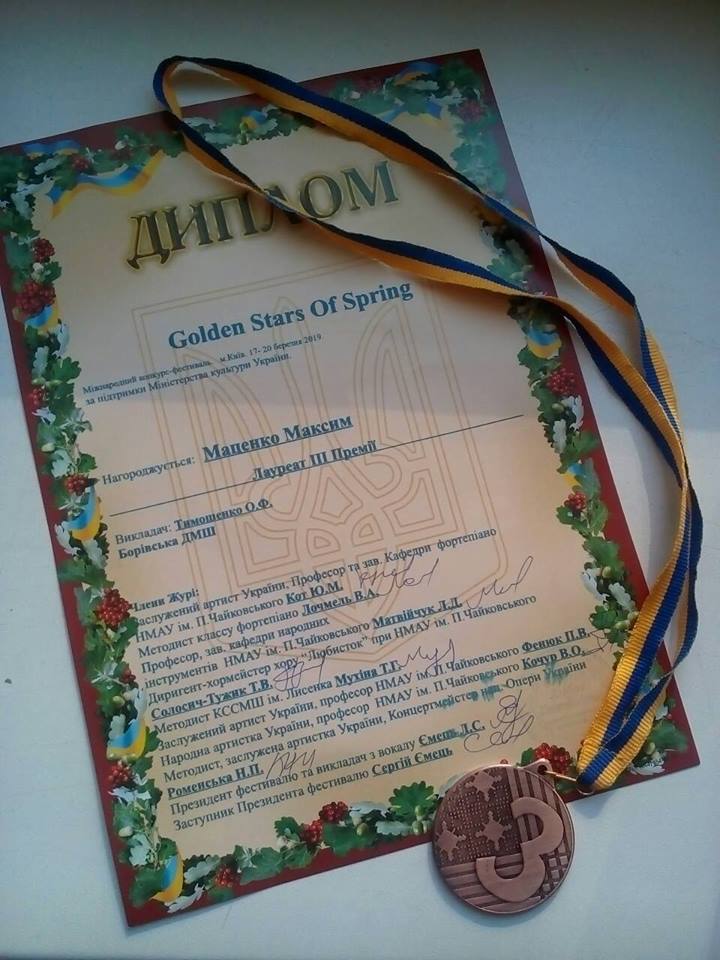 ДИПЛОМ
Golden Stars Of Spring
Міжнародний конкурс-фестиваль м.Київ. 17- 20 березня 2019
за підтримки Міністерства культури України.
Нагороджується: Маценко Максим
Лауреат III Премії
Викладач: Тимошенко О.Ф.
Борівська ДМШ
Члени Журі:
Заслужений артист України, Професор та зав. Кафедри фортепіано
НМАУ ім. П.Чайковського Кот Ю.М.
Методист классу фортепіано Лочмель В.А.
Професор, зав. кафедри народних
інструментів НМАУ ім. П.Чайковського Матвійчук Л.Д.
Диригент-хормейстер хору "Любисток" при НМАУ ім. П.Чайковського
Солосич-Тужик Т.В.
Методист КССМШ ім. Лисенка Мухіна Т.Г.
Заслужений артист України, професор НМАУ ім. П.Чайковського Фенюк П.В.
Народна артистка України, професор НМАУ ім. П.Чайковського Кочур В.О.
Методист, заслужена артистка України, Концертмейстер нац.Опери України
Роменська Н.П.
Президент фестивалю та викладач з вокалу Ємець Л.С.
Заступник Президента фестивалю Сергій Ємець
3